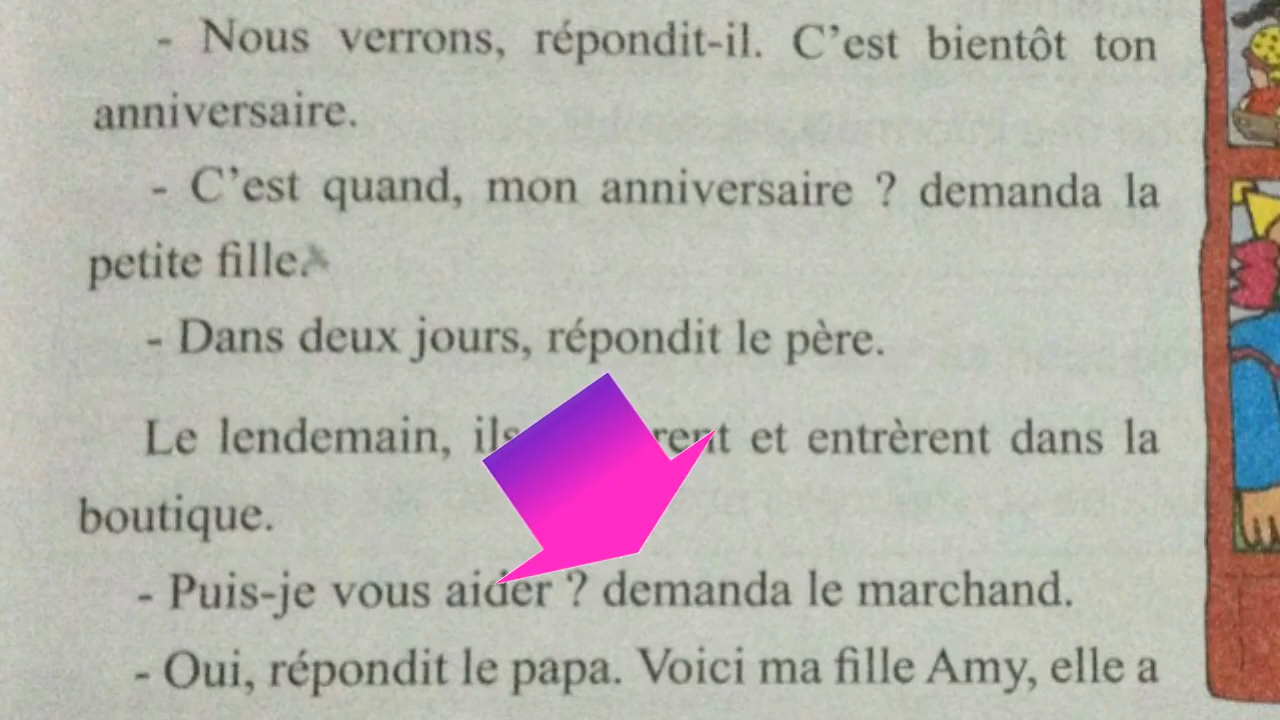 - Nous verrons, répondit-il. C'est bientôt ton
anniversaire.
- C'est quand, mon anniversaire ? demanda la
petite fille.
- Dans deux jours, répondit le père.
Le lendemain, ils et entrèrent dans la
boutique.
- Puis-je vous aider ? demanda le marchand.
- Oui, répondit le papa. Voici ma fille Amy, elle a